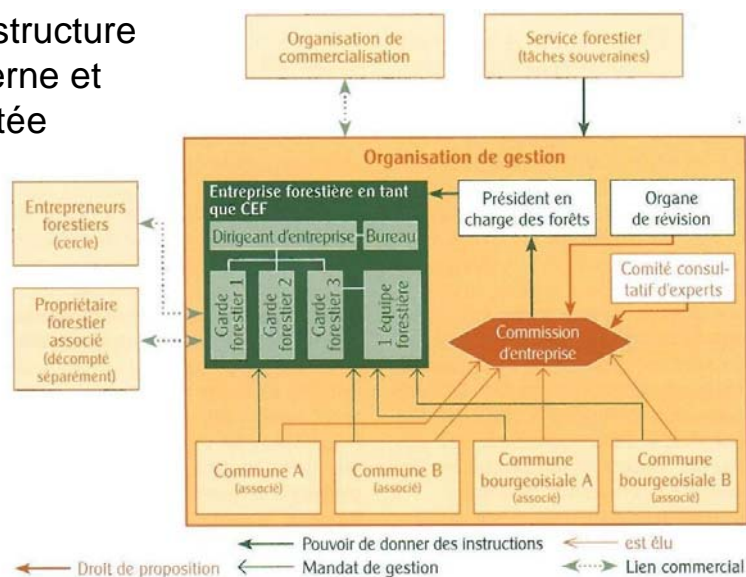 structure
erne et
tée
Organisation de
commercialisation
Service forestier
(tâches souveraines)
Organisation de gestion
Entreprise forestière en tant
que CEF
Dirigeant d'entreprise
Bureau
Garde
forestier 1
Garde
forestier 2
Garde
forestier 3
1 équipe
forestière
Président en
charge des forêts
Organe
de révision
Comité consul-
tatif d'experts
Commission
d'entreprise
Entrepreneurs
forestiers
(cercle)
Propriétaire
forestier
associé
(décompté
séparément)
Commune A
(associé)
Commune B
(associé)
Commune
bourgeoisiale A
(associé)
Commune
bourgeoisiale B
(associé)
Droit de proposition
Pouvoir de donner des instructions
Mandat de gestion
est élu
Lien commercial